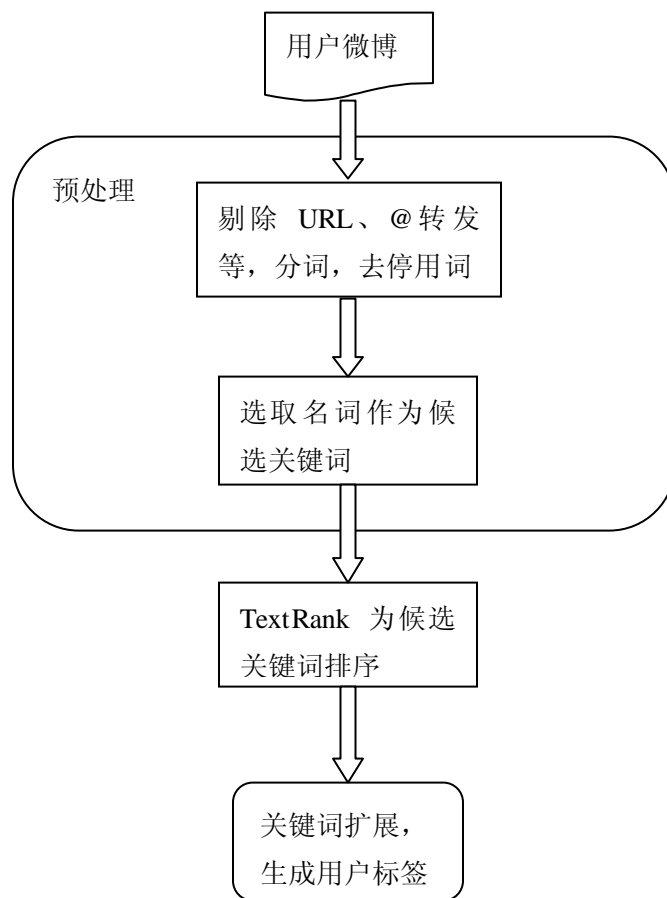 用户微博
预处理
剔除 URL、@转发
等，分词，去停用词
选取名词作为候
选关键词
TextRank 为候选
关键词排序
关键词扩展，
生成用户标签